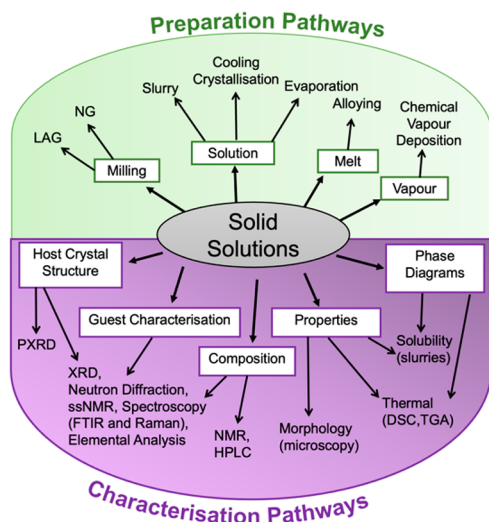 Preparation Pathways
Cooling
Crystallisation
Slurry
Evaporation
Alloying
Chemical
Vapour
Deposition
NG
LAG
Milling
Solution
Melt
Vapour
Solid
Solutions
Host Crystal
Structure
Phase
Diagrams
Guest Characterisation
Properties
Composition
PXRD
XRD,
Neutron Diffraction,
ssNMR, Spectroscopy
(FTIR and Raman),
Elemental Analysis
NMR,
HPLC
Morphology
(microscopy)
Solubility
(slurries)
Thermal
(DSC,TGA)
Characterisation Pathways